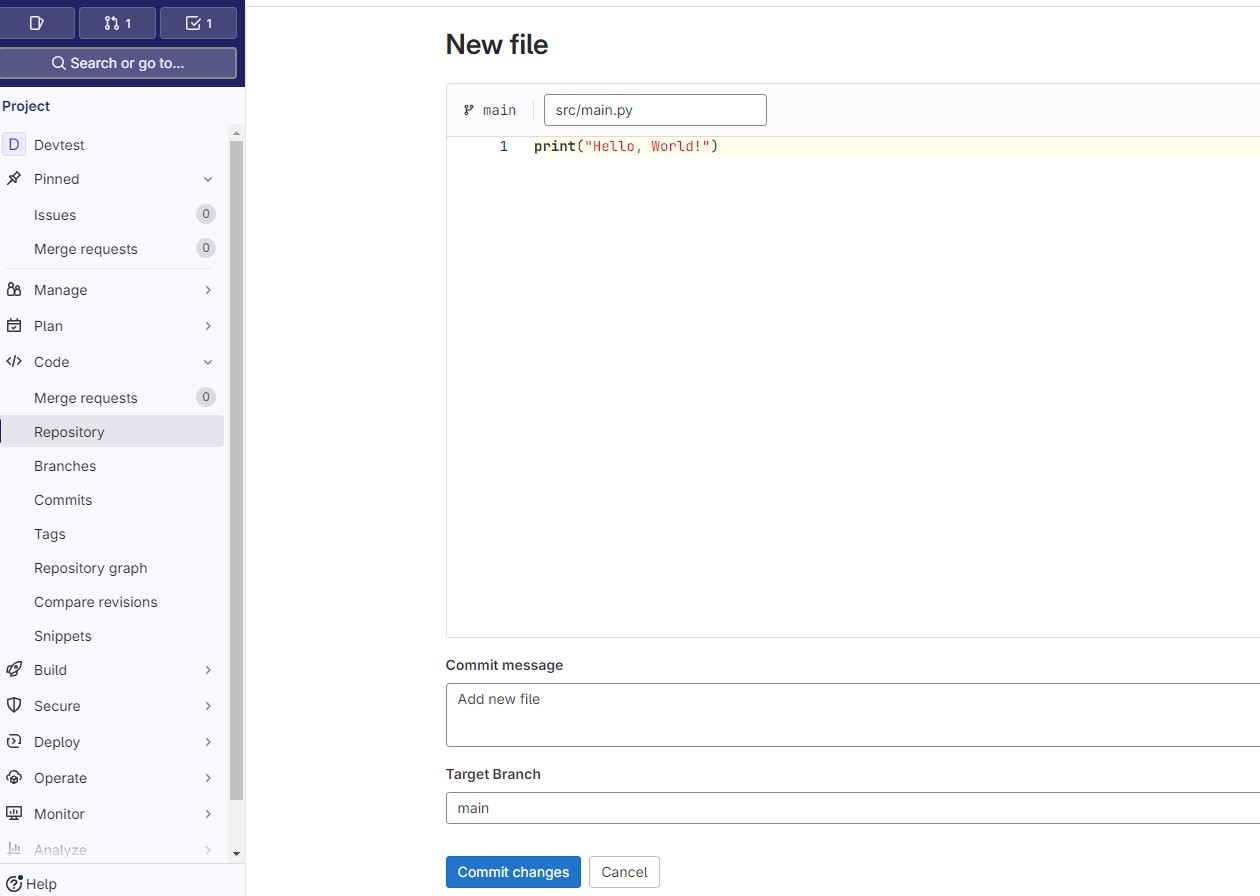 1 1
Search or go to...
Project
D Devtest
Pinned
Issues 0
Merge requests 0
Manage
Plan
Code
Merge requests 0
Repository
Branches
Commits
Tags
Repository graph
Compare revisions
Snippets
Build
Secure
Deploy
Operate
Monitor
Analyze
Help
New file
main src/main.py
1 print("Hello, World!")
Commit message
Add new file
Target Branch
main
Commit changes Cancel